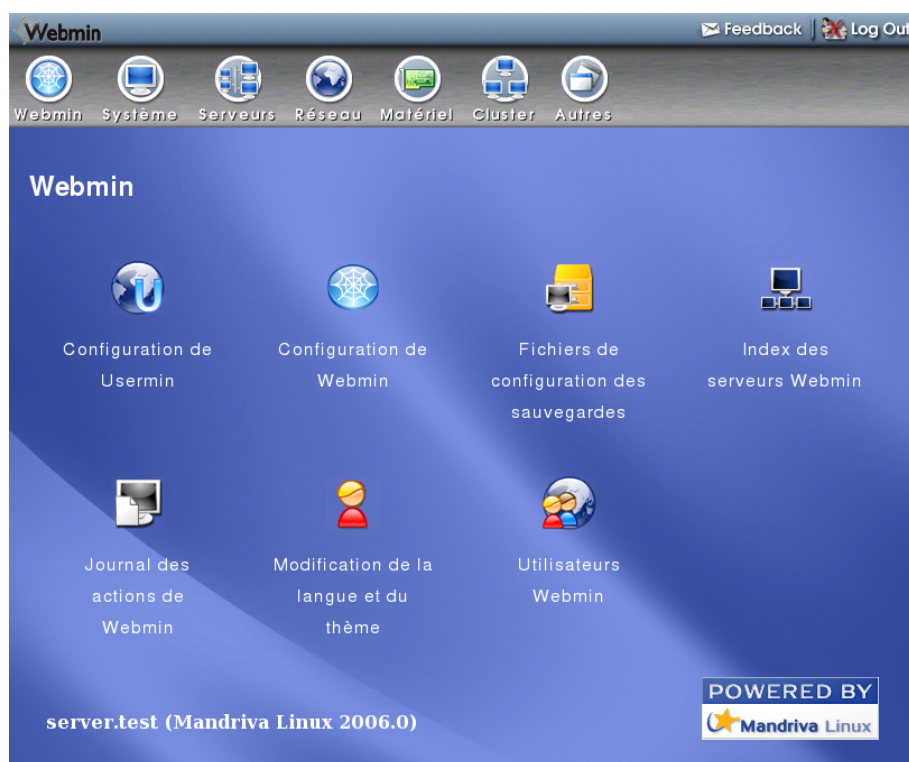 Webmin
Feedback
Log Out
Webmin Système Serveurs Réseau Matériel Cluster Autres
Webmin
Configuration de
Usermin
Configuration de
Webmin
Fichiers de
configuration des
sauvegardes
Index des
serveurs Webmin
Journal des
actions de
Webmin
Modification de la
langue et du
thème
Utilisateurs
Webmin
server.test (Mandriva Linux 2006.0)
POWERED BY
Mandriva Linux